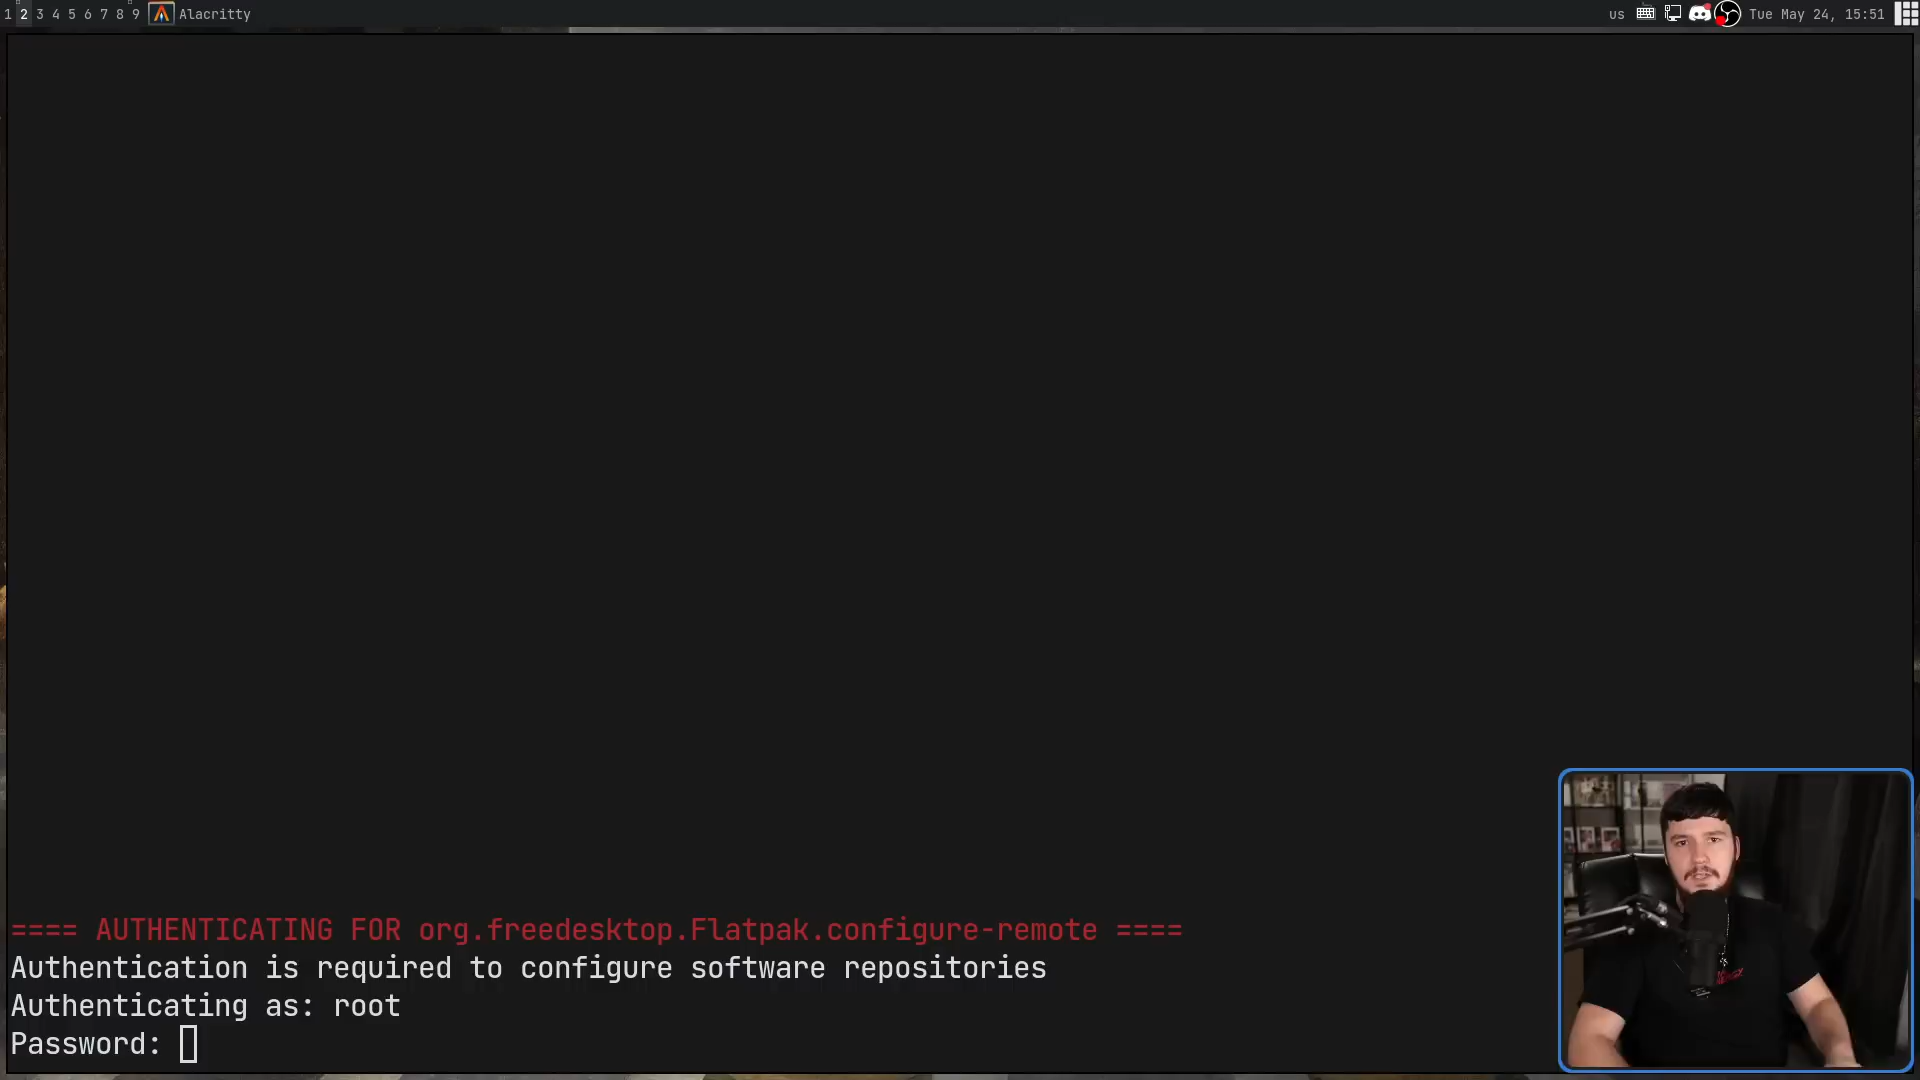 1 2 3 4 5 6 7 8 9 Alacritty us Tue May 24, 15:51
==== AUTHENTICATING FOR org.freedesktop.Flatpak.configure-remote ====
Authentication is required to configure software repositories
Authenticating as: root
Password: